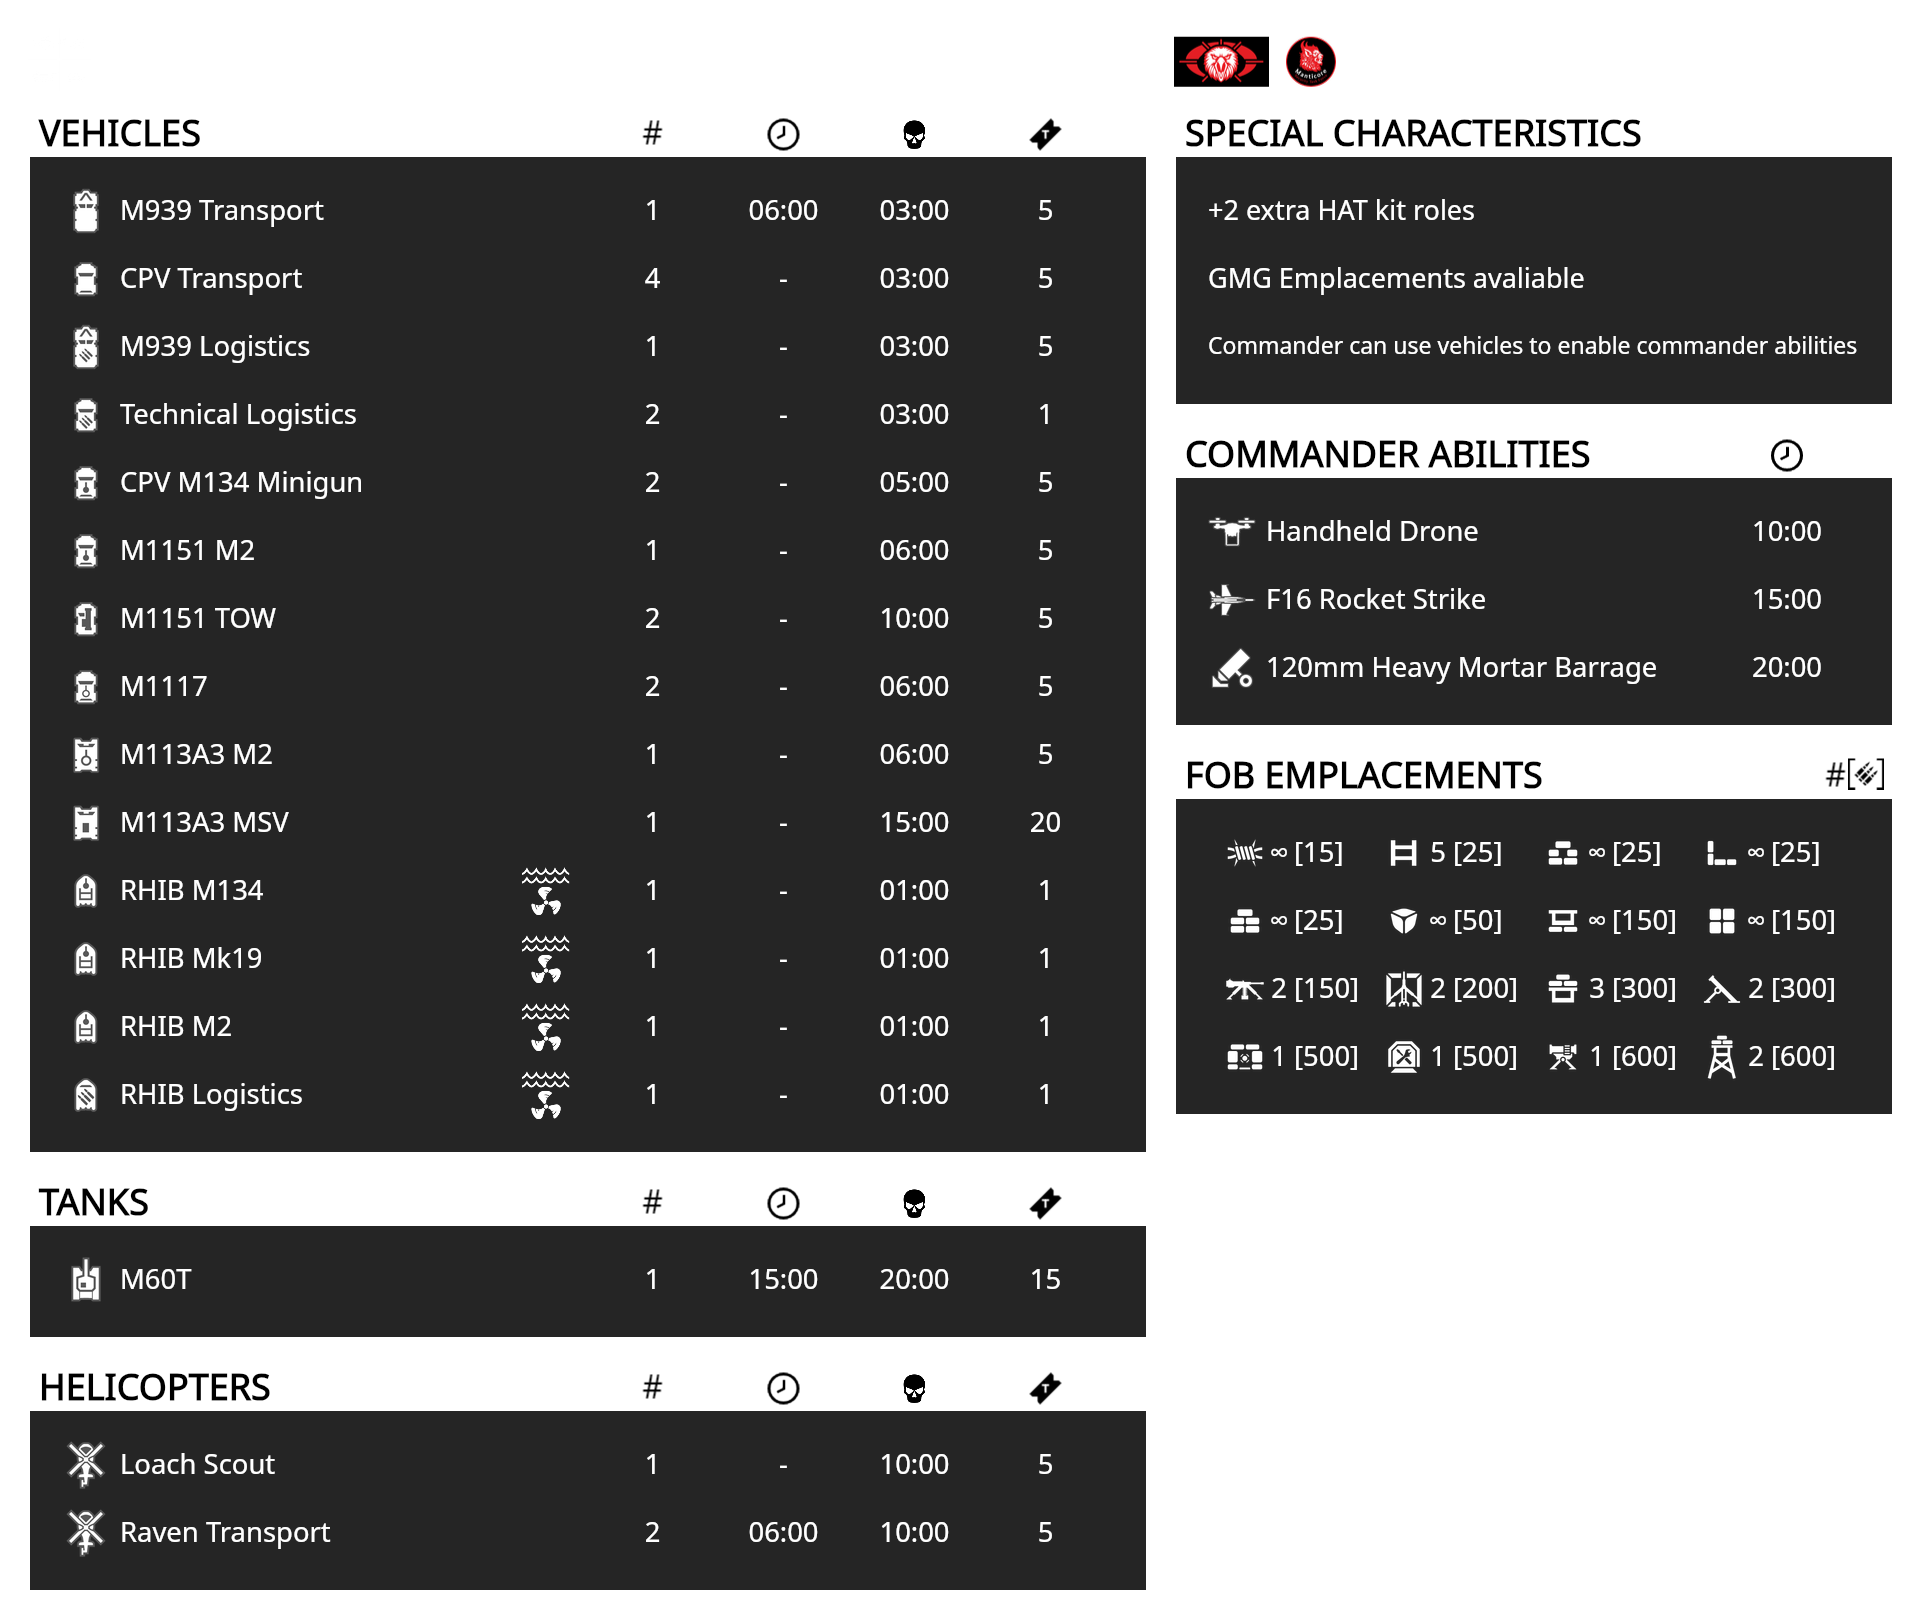 Manticore
VEHICLES # T
M939 Transport 1 06:00 03:00 5
CPV Transport 4 - 03:00 5
M939 Logistics 1 - 03:00 5
Technical Logistics 2 - 03:00 1
CPV M134 Minigun 2 - 05:00 5
M1151 M2 1 - 06:00 5
M1151 TOW 2 - 10:00 5
M1117 2 - 06:00 5
M113A3 M2 1 - 06:00 5
M113A3 MSV 1 - 15:00 20
RHIB M134 1 - 01:00 1
RHIB Mk19 1 - 01:00 1
RHIB M2 1 - 01:00 1
RHIB Logistics 1 - 01:00 1
TANKS # T
M60T 1 15:00 20:00 15
HELICOPTERS # T
Loach Scout 1 - 10:00 5
Raven Transport 2 06:00 10:00 5
SPECIAL CHARACTERISTICS
+2 extra HAT kit roles
GMG Emplacements avaliable
Commander can use vehicles to enable commander abilities
COMMANDER ABILITIES
Handheld Drone 10:00
F16 Rocket Strike 15:00
120mm Heavy Mortar Barrage 20:00
FOB EMPLACEMENTS #[]
∞ [15] 5 [25] ∞ [25] ∞ [25]
∞ [25] ∞ [50] ∞ [150] ∞ [150]
2 [150] 2 [200] 3 [300] 2 [300]
1 [500] 1 [500] 1 [600] 2 [600]